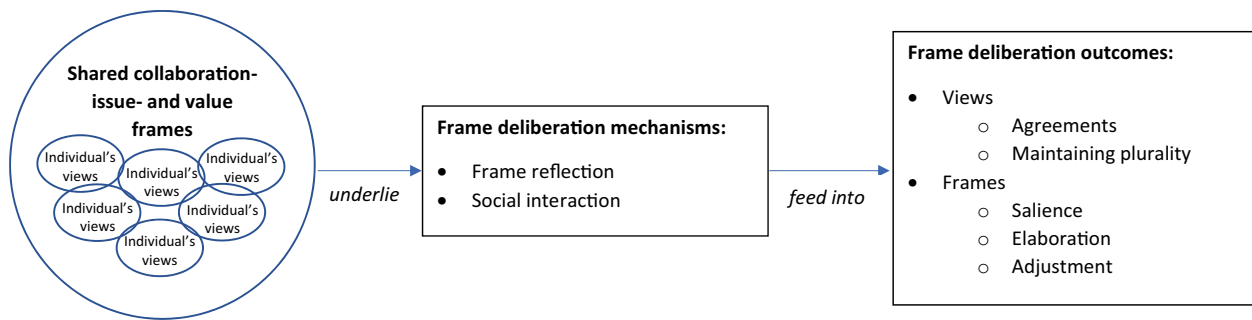 Shared collaboration-
issue- and value
frames
Individual's
views
Individual's
views
Individual's
views
Individual's
views
Individual's
views
Individual's
views
underlie
Frame deliberation mechanisms:
• Frame reflection
• Social interaction
feed into
Frame deliberation outcomes:
• Views
o Agreements
o Maintaining plurality
• Frames
o Salience
o Elaboration
o Adjustment